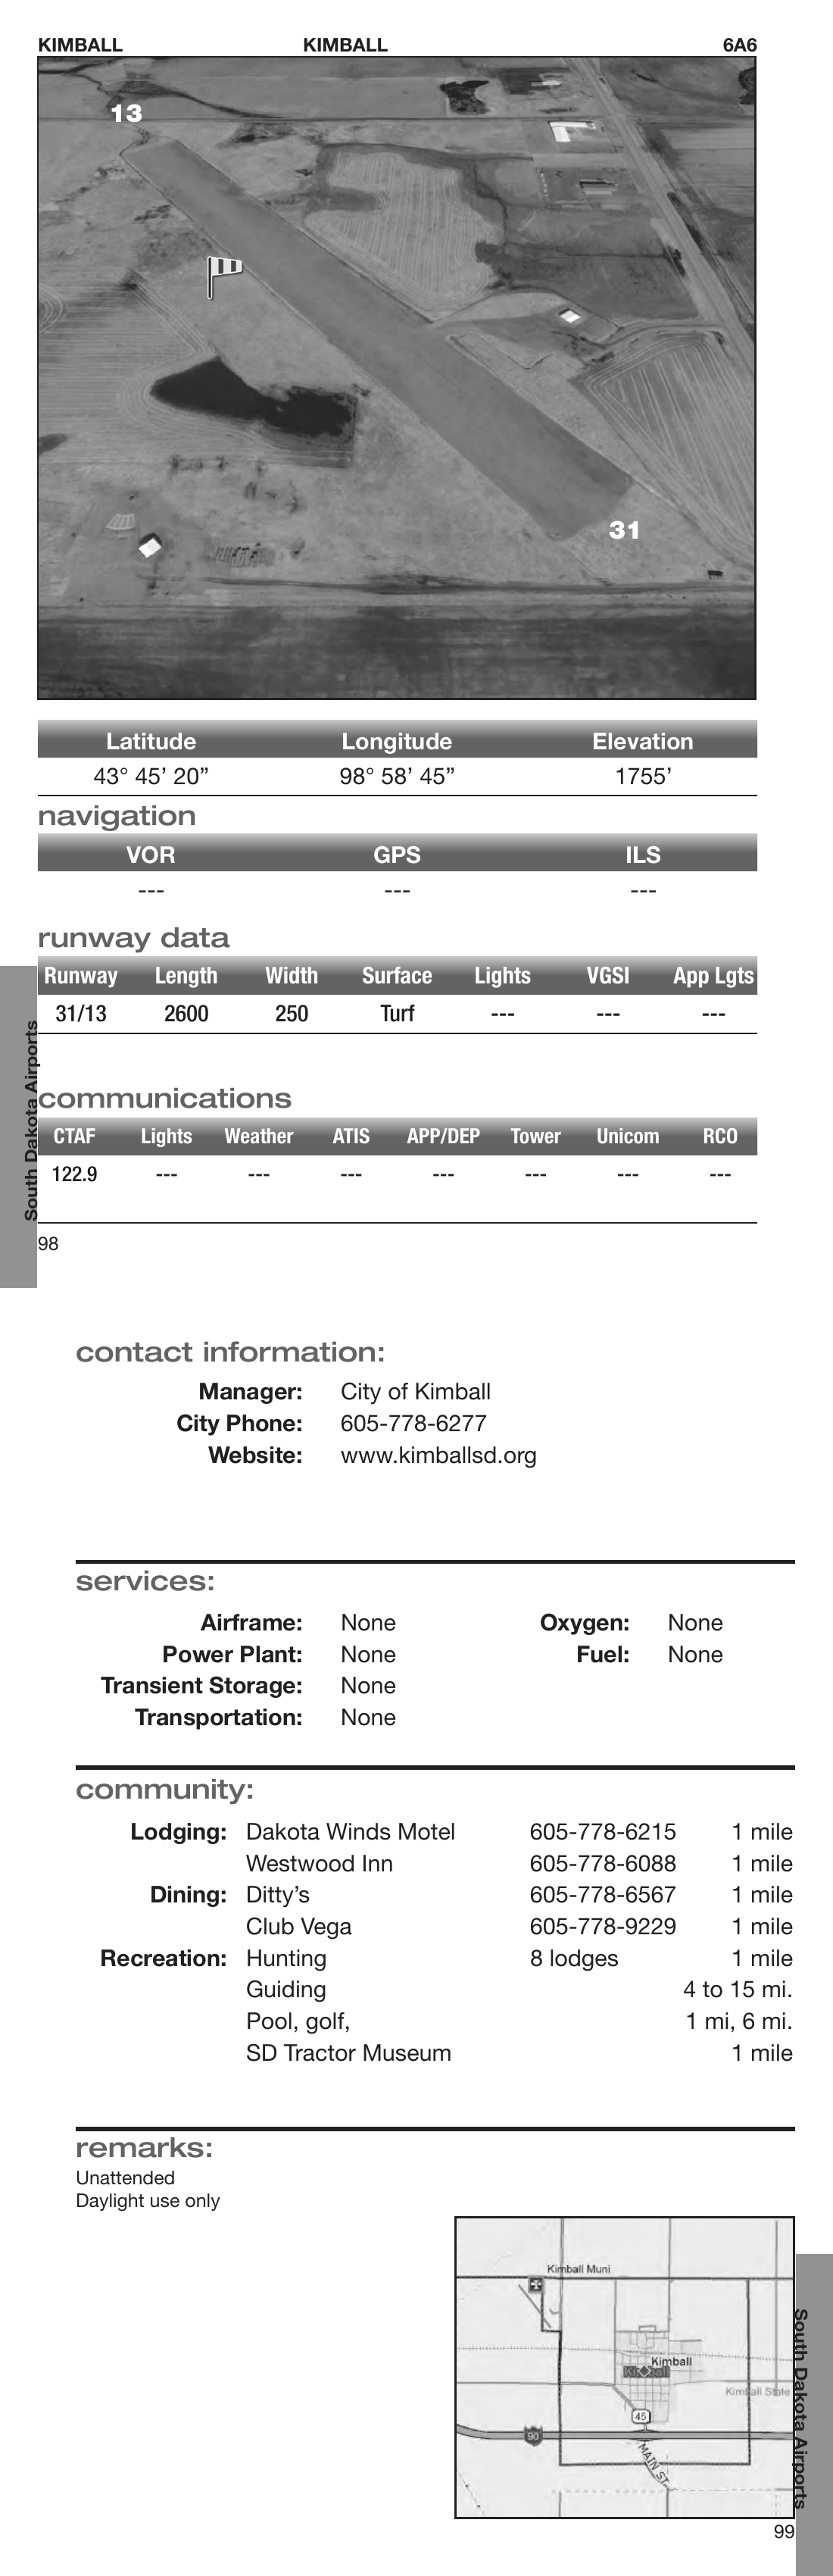 KIMBALL KIMBALL 6A6
13
31
Latitude Longitude Elevation
43° 45’ 20” 98° 58’ 45” 1755’
navigation
VOR GPS ILS
--- --- ---
runway data
Runway Length Width Surface Lights VGSI App Lgts
31/13 2600 250 Turf --- --- ---
South Dakota Airports
communications
CTAF Lights Weather ATIS APP/DEP Tower Unicom RCO
122.9 --- --- --- --- --- --- ---
98
contact information:
Manager: City of Kimball
City Phone: 605-778-6277
Website: www.kimballsd.org
services:
Airframe: None Oxygen: None
Power Plant: None Fuel: None
Transient Storage: None
Transportation: None
community:
Lodging: Dakota Winds Motel 605-778-6215 1 mile
Westwood Inn 605-778-6088 1 mile
Dining: Ditty’s 605-778-6567 1 mile
Club Vega 605-778-9229 1 mile
Recreation: Hunting 8 lodges 1 mile
Guiding 4 to 15 mi.
Pool, golf, 1 mi, 6 mi.
SD Tractor Museum 1 mile
remarks:
Unattended
Daylight use only
Kimball Muni
Kimball
Kimball
Kimball State
45
90
MAIN ST
South Dakota Airports
99